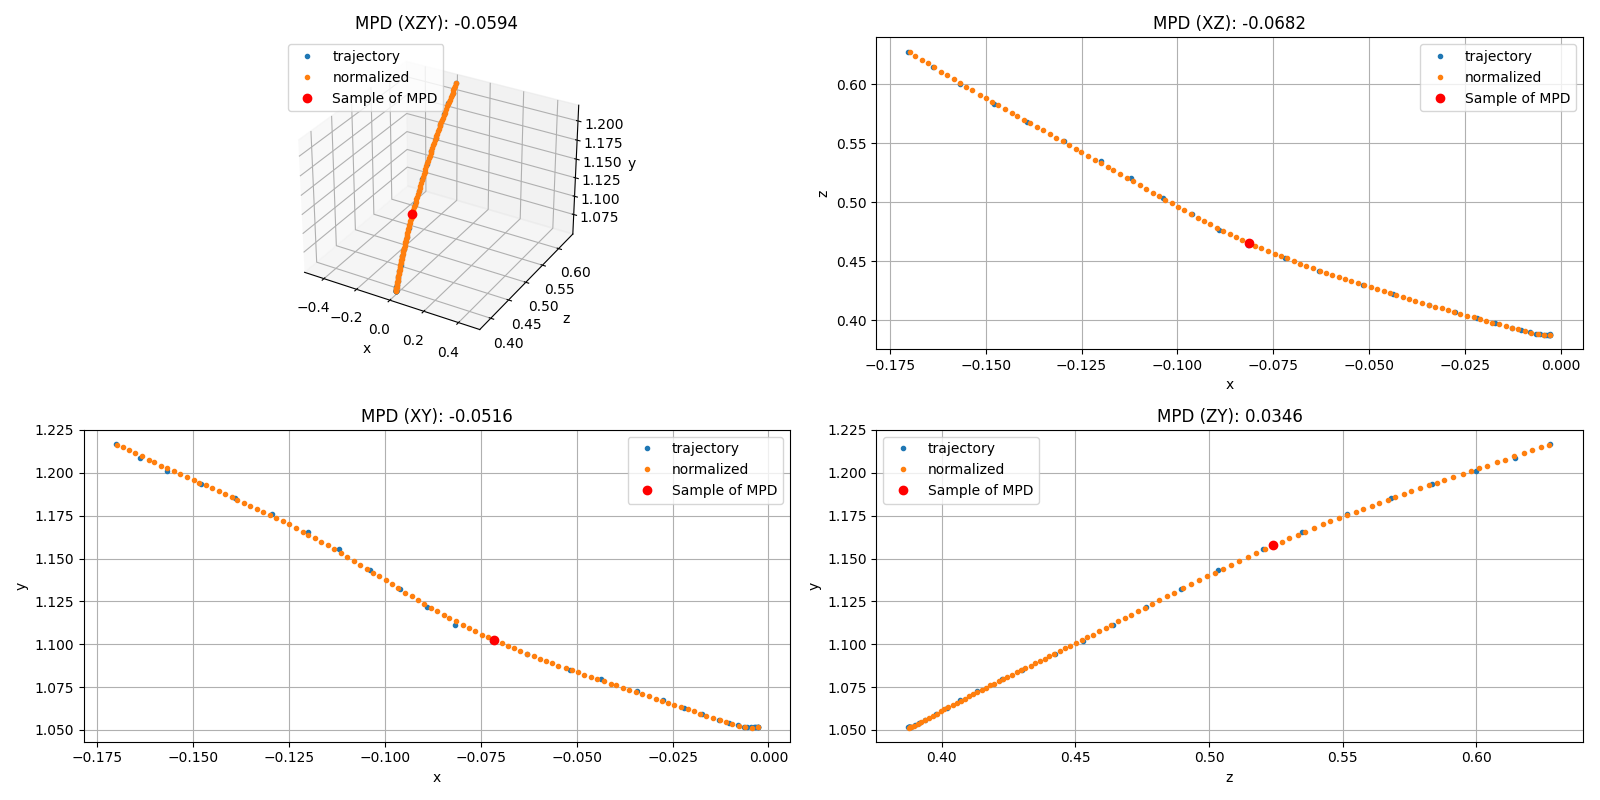 MPD (XZY): -0.0594
trajectory
normalized
Sample of MPD
1.200
1.175
1.150
1.125
1.100
1.075
y
0.60
0.55
0.50
0.45
0.40
z
−0.4
−0.2
0.0
0.2
0.4
x
MPD (XZ): -0.0682
trajectory
normalized
Sample of MPD
0.60
0.55
0.50
0.45
0.40
z
−0.175 −0.150 −0.125 −0.100 −0.075 −0.050 −0.025 0.000
x
MPD (XY): -0.0516
trajectory
normalized
Sample of MPD
1.225
1.200
1.175
1.150
1.125
1.100
1.075
1.050
y
−0.175 −0.150 −0.125 −0.100 −0.075 −0.050 −0.025 0.000
x
MPD (ZY): 0.0346
trajectory
normalized
Sample of MPD
1.225
1.200
1.175
1.150
1.125
1.100
1.075
1.050
y
0.40 0.45 0.50 0.55 0.60
z